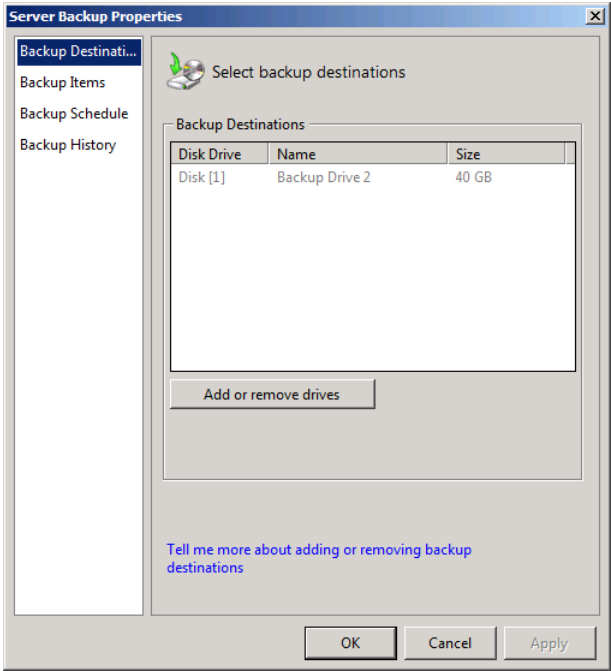 Server Backup Properties
Backup Destinati...
Backup Items
Backup Schedule
Backup History
Select backup destinations
Backup Destinations
Disk Drive Name Size
Disk [1] Backup Drive 2 40 GB
Add or remove drives
Tell me more about adding or removing backup
destinations
OK Cancel Apply